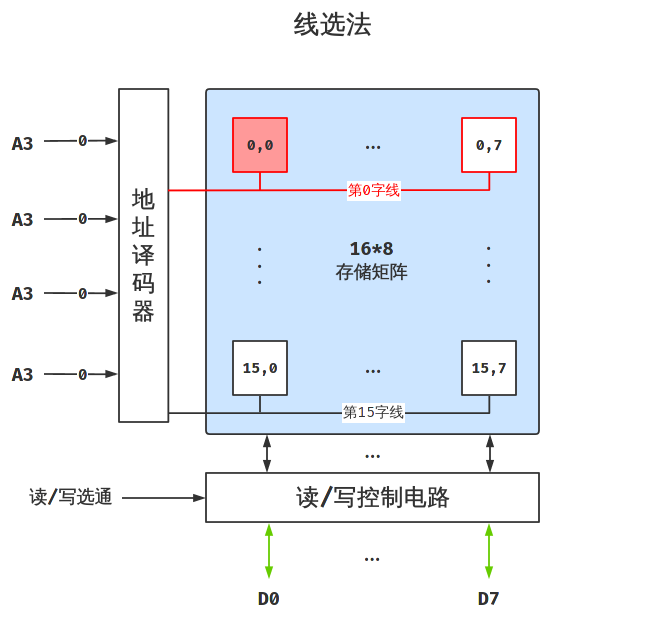 线选法
A3 0
0,0 ... 0,7
第0字线
A3 0
地址译码器
16*8
存储矩阵
A3 0
A3 0
15,0 ... 15,7
第15字线
...
读/写选通
读/写控制电路
...
D0 D7